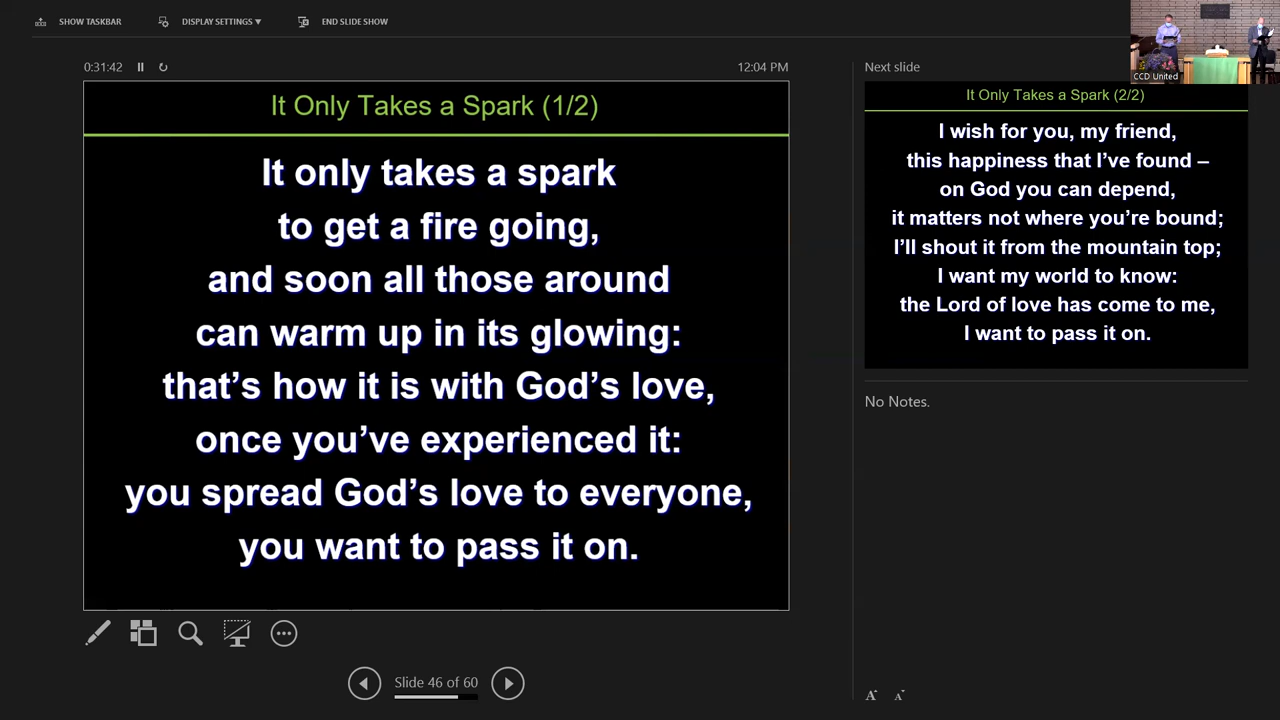 SHOW TASKBAR
DISPLAY SETTINGS ▼
END SLIDE SHOW
CCD United
0:31:42
12:04 PM
It Only Takes a Spark (1/2)
It only takes a spark
to get a fire going,
and soon all those around
can warm up in its glowing:
that’s how it is with God’s love,
once you’ve experienced it:
you spread God’s love to everyone,
you want to pass it on.
Slide 46 of 60
Next slide
It Only Takes a Spark (2/2)
I wish for you, my friend,
this happiness that I’ve found –
on God you can depend,
it matters not where you’re bound;
I’ll shout it from the mountain top;
I want my world to know:
the Lord of love has come to me,
I want to pass it on.
No Notes.
A A